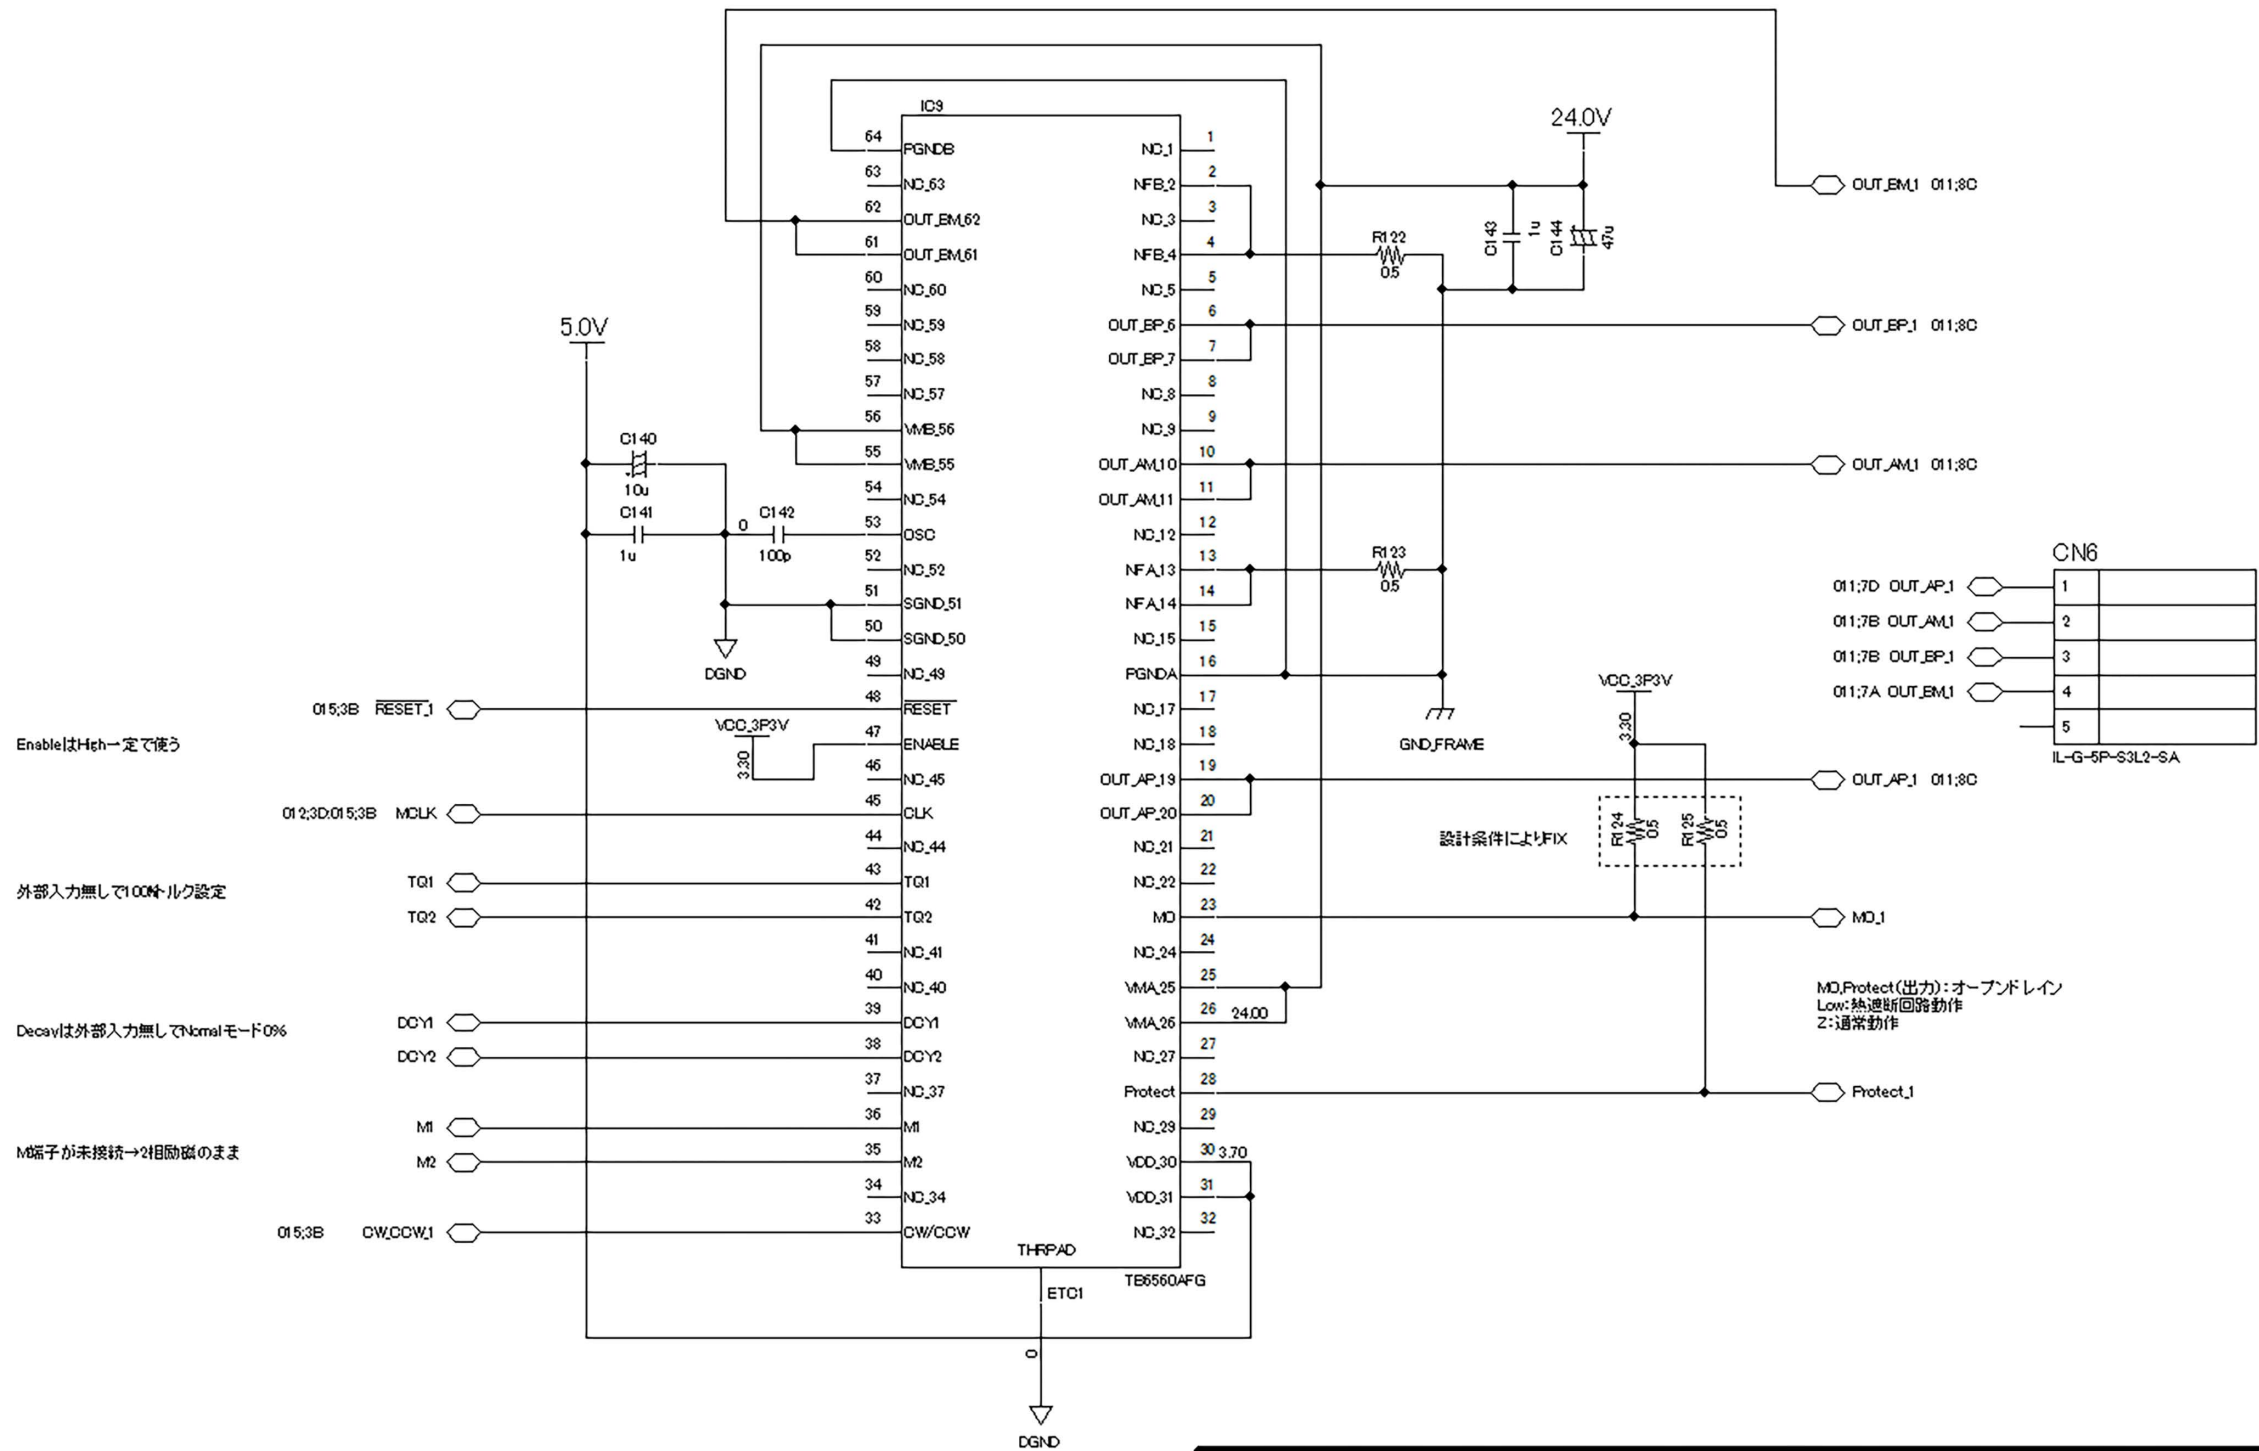 IC9
64 PGNDB
63 NC_63
62 OUT_BM_62
61 OUT_BM_61
60 NC_60
59 NC_59
58 NC_58
57 NC_57
56 VMB_56
55 VMB_55
54 NC_54
53 OSC
52 NC_52
51 SGND_51
50 SGND_50
49 NC_49
48 RESET
47 ENABLE
46 NC_45
45 CLK
44 NC_44
43 TQ1
42 TQ2
41 NC_41
40 NC_40
39 DCY1
38 DCY2
37 NC_37
36 M1
35 M2
34 NC_34
33 CW/CCW
NC_1 1
NFB_2 2
NC_3 3
NFB_4 4
NC_5 5
OUT_BP_6 6
OUT_BP_7 7
NC_8 8
NC_9 9
OUT_AM_10 10
OUT_AM_11 11
NC_12 12
NFA_13 13
NFA_14 14
NC_15 15
PGNDA 16
NC_17 17
NC_18 18
OUT_AP_19 19
OUT_AP_20 20
NC_21 21
NC_22 22
MO 23
NC_24 24
VMA_25 25
VMA_26 26 24.00
NC_27 27
Protect 28
NC_29 29
VDD_30 30 3.70
VDD_31 31
NC_32 32
THRPAD
TB6560AFG
ETC1
0
DGND
5.0V
C140
10u
C141
1u
0
C142
100p
DGND
015;3B RESET_1
VCC_3P3V
3.30
EnableはHigh一定で使う
012;3D:015;3B MCLK
外部入力無しで100%トルク設定
TQ1
TQ2
Decayは外部入力無しでNomalモード0%
DCY1
DCY2
M1
M端子が未接続→2相励磁のまま
M2
015;3B CW_CCW_1
24.0V
C143
1u
C144
47u
R122
0.5
R123
0.5
GND_FRAME
OUT_BM_1 011;8C
OUT_BP_1 011;8C
OUT_AM_1 011;8C
OUT_AP_1 011;8C
VCC_3P3V
3.30
設計条件によりFIX
R124
0.5
R125
0.5
MO_1
MO,Protect(出力):オープンドレイン
Low:熱遮断回路動作
Z:通常動作
Protect_1
CN6
011;7D OUT_AP_1 1
011;7B OUT_AM_1 2
011;7B OUT_BP_1 3
011;7A OUT_BM_1 4
5
IL-G-5P-S3L2-SA